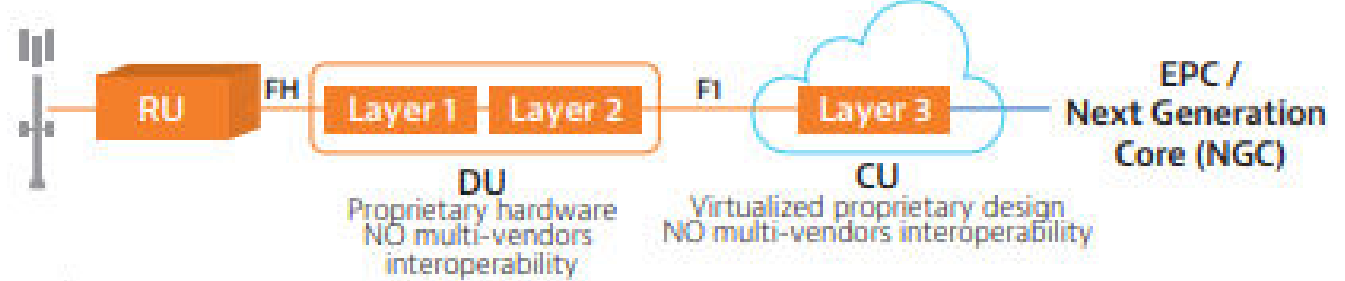 RU
FH
Layer 1
Layer 2
F1
Layer 3
EPC /
Next Generation
Core (NGC)
DU
Proprietary hardware
NO multi-vendors
interoperability
CU
Virtualized proprietary design
NO multi-vendors interoperability